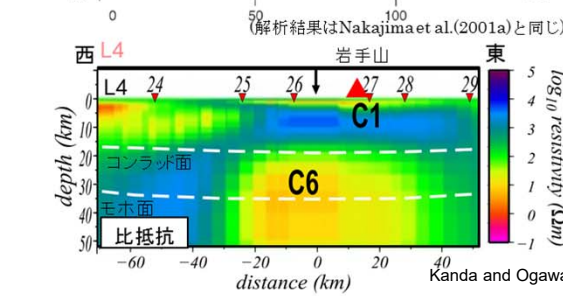 0 50 100
(解析結果はNakajima et al.(2001a)と同じ)
西 L4 岩手山 東
L4 24 25 26 27 28 29
C1
コンラッド面
C6
モホ面
比抵抗
depth (km)
0
10
20
30
40
50
−60 −40 −20 0 20 40
distance (km)
5
4
3
2
1
0
−1
log10 resistivity (Ωm)
Kanda and Ogawa